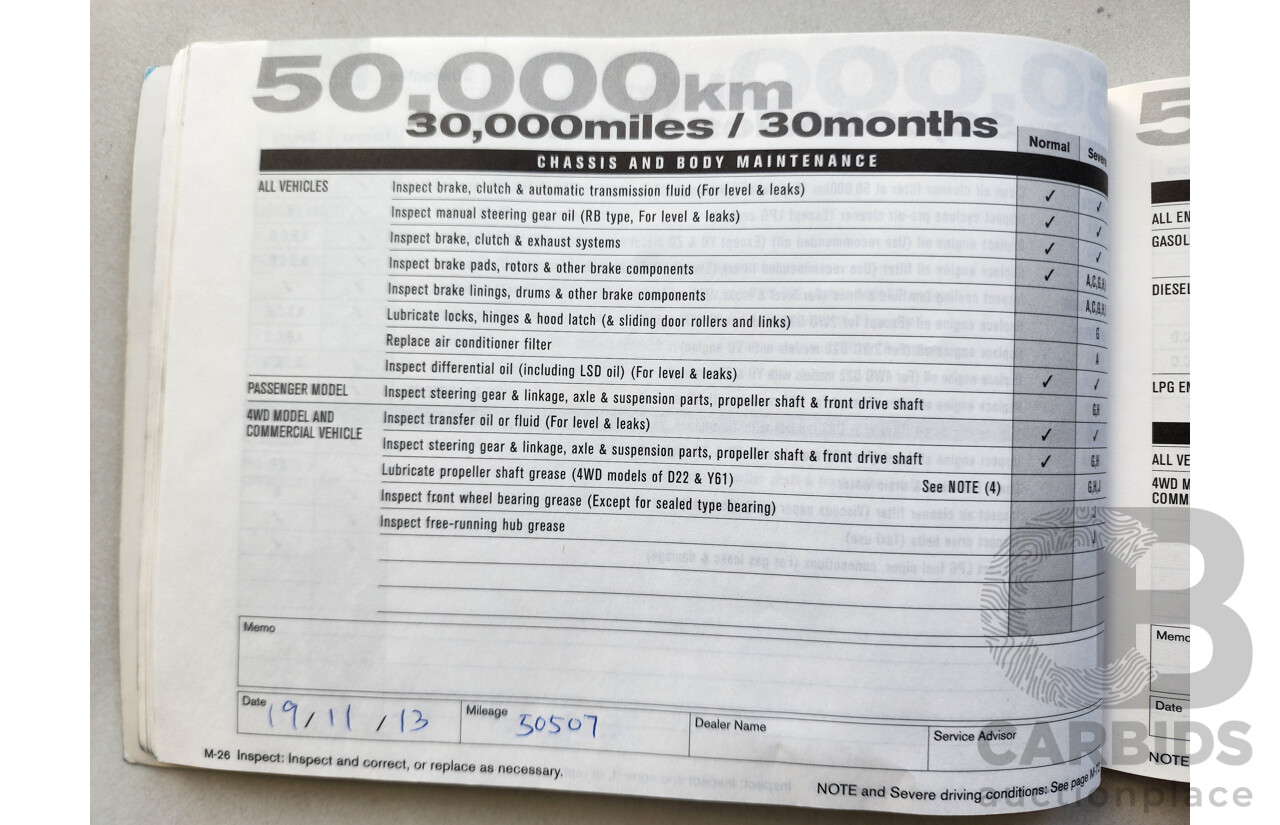 50,000km
30,000miles / 30months
Normal
CHASSIS AND BODY MAINTENANCE
ALL VEHICLES
Inspect brake, clutch & automatic transmission fluid (For level & leaks) ✓ ✓
Inspect manual steering gear oil (RB type, For level & leaks) ✓ ✓
Inspect brake, clutch & exhaust systems ✓ ✓
Inspect brake pads, rotors & other brake components ✓ A,C,G,H
Inspect brake linings, drums & other brake components A,C,G,H
Lubricate locks, hinges & hood latch (& sliding door rollers and links) G
Replace air conditioner filter A
Inspect differential oil (including LSD oil) (For level & leaks) ✓ ✓
PASSENGER MODEL Inspect steering gear & linkage, axle & suspension parts, propeller shaft & front drive shaft G,H
4WD MODEL AND
COMMERCIAL VEHICLE
Inspect transfer oil or fluid (For level & leaks) ✓ ✓
Inspect steering gear & linkage, axle & suspension parts, propeller shaft & front drive shaft ✓ G,H
Lubricate propeller shaft grease (4WD models of D22 & Y61) See NOTE (4) G,H,J
Inspect front wheel bearing grease (Except for sealed type bearing) J
Inspect free-running hub grease
Memo
Date 19/11/13 Mileage 50507 Dealer Name Service Advisor
M-26 Inspect: Inspect and correct, or replace as necessary.
NOTE and Severe driving conditions: See page
5
ALL
GASOL
DIESEL
LPG
ALL
4WD
COMM
Memo
Date
NOTE
CB
CARBIDS
auctionplace